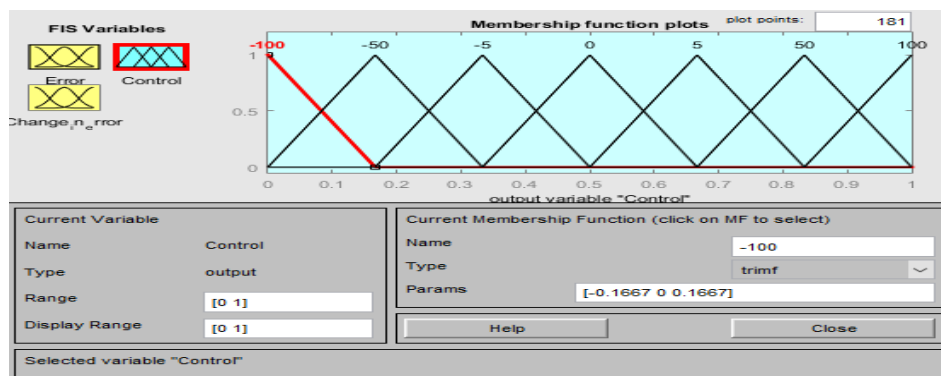 FIS Variables
Membership function plots
plot points:
181
-100
-50
-5
0
5
50
100
1
0.5
0
Error
Control
Change_in_error
0
0.1
0.2
0.3
0.4
0.5
0.6
0.7
0.8
0.9
1
output variable "Control"
Current Variable
Current Membership Function (click on MF to select)
Name
Control
Name
-100
Type
output
Type
trimf
Range
[0 1]
Params
[-0.1667 0 0.1667]
Display Range
[0 1]
Help
Close
Selected variable "Control"